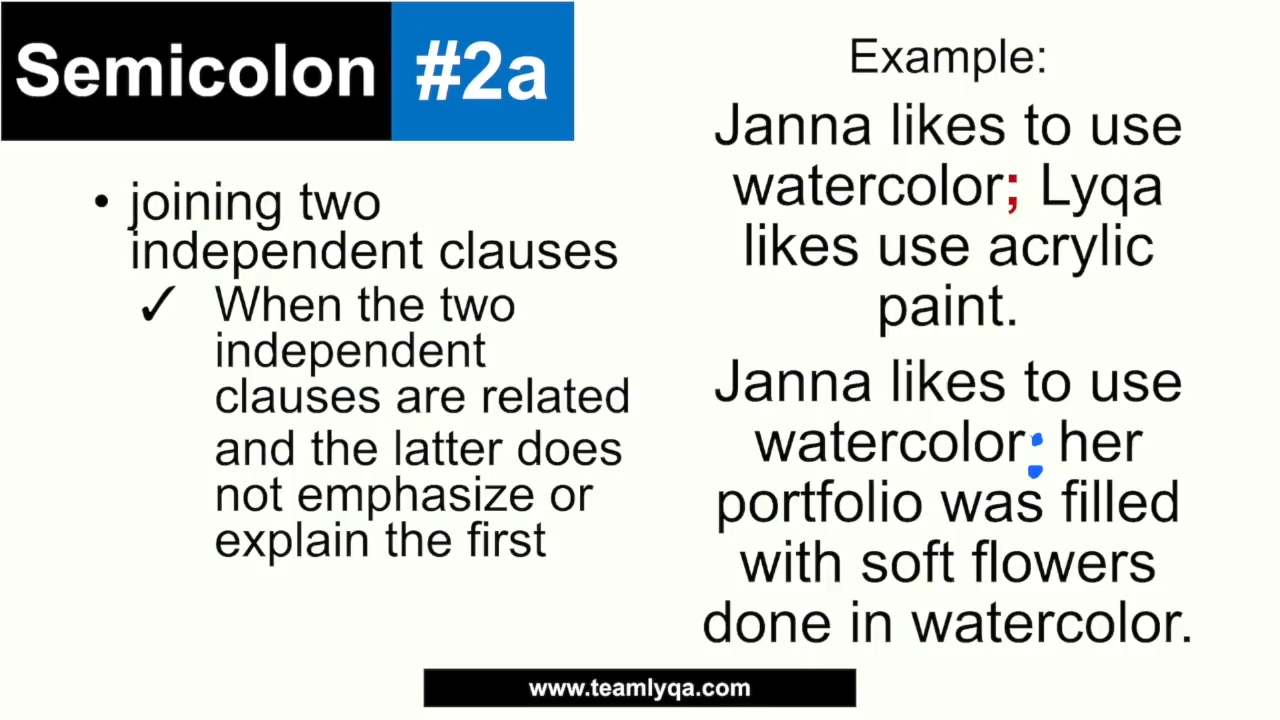 Semicolon #2a
• joining two
independent clauses
✓ When the two
independent
clauses are related
and the latter does
not emphasize or
explain the first
Example:
Janna likes to use
watercolor; Lyqa
likes use acrylic
paint.
Janna likes to use
watercolor: her
portfolio was filled
with soft flowers
done in watercolor.
www.teamlyqa.com